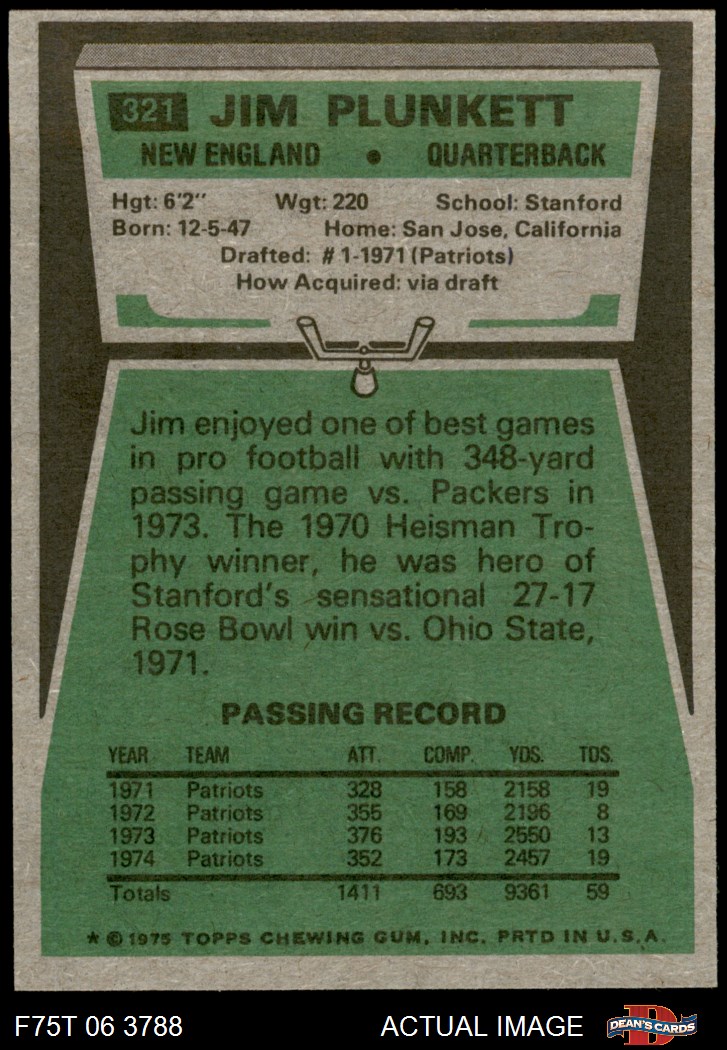 321 JIM PLUNKETT
NEW ENGLAND • QUARTERBACK
Hgt: 6'2" Wgt: 220 School: Stanford
Born: 12-5-47 Home: San Jose, California
Drafted: #1-1971 (Patriots)
How Acquired: via draft
Jim enjoyed one of best games
in pro football with 348-yard
passing game vs. Packers in
1973. The 1970 Heisman Tro-
phy winner, he was hero of
Stanford's sensational 27-17
Rose Bowl win vs. Ohio State,
1971.
PASSING RECORD
YEAR TEAM ATT. COMP. YDS. TDS.
1971 Patriots 328 158 2158 19
1972 Patriots 355 169 2196 8
1973 Patriots 376 193 2550 13
1974 Patriots 352 173 2457 19
Totals 1411 693 9361 59
* © 1975 TOPPS CHEWING GUM, INC. PRTD IN U.S.A.
F75T 06 3788 ACTUAL IMAGE DEAN'S CARDS